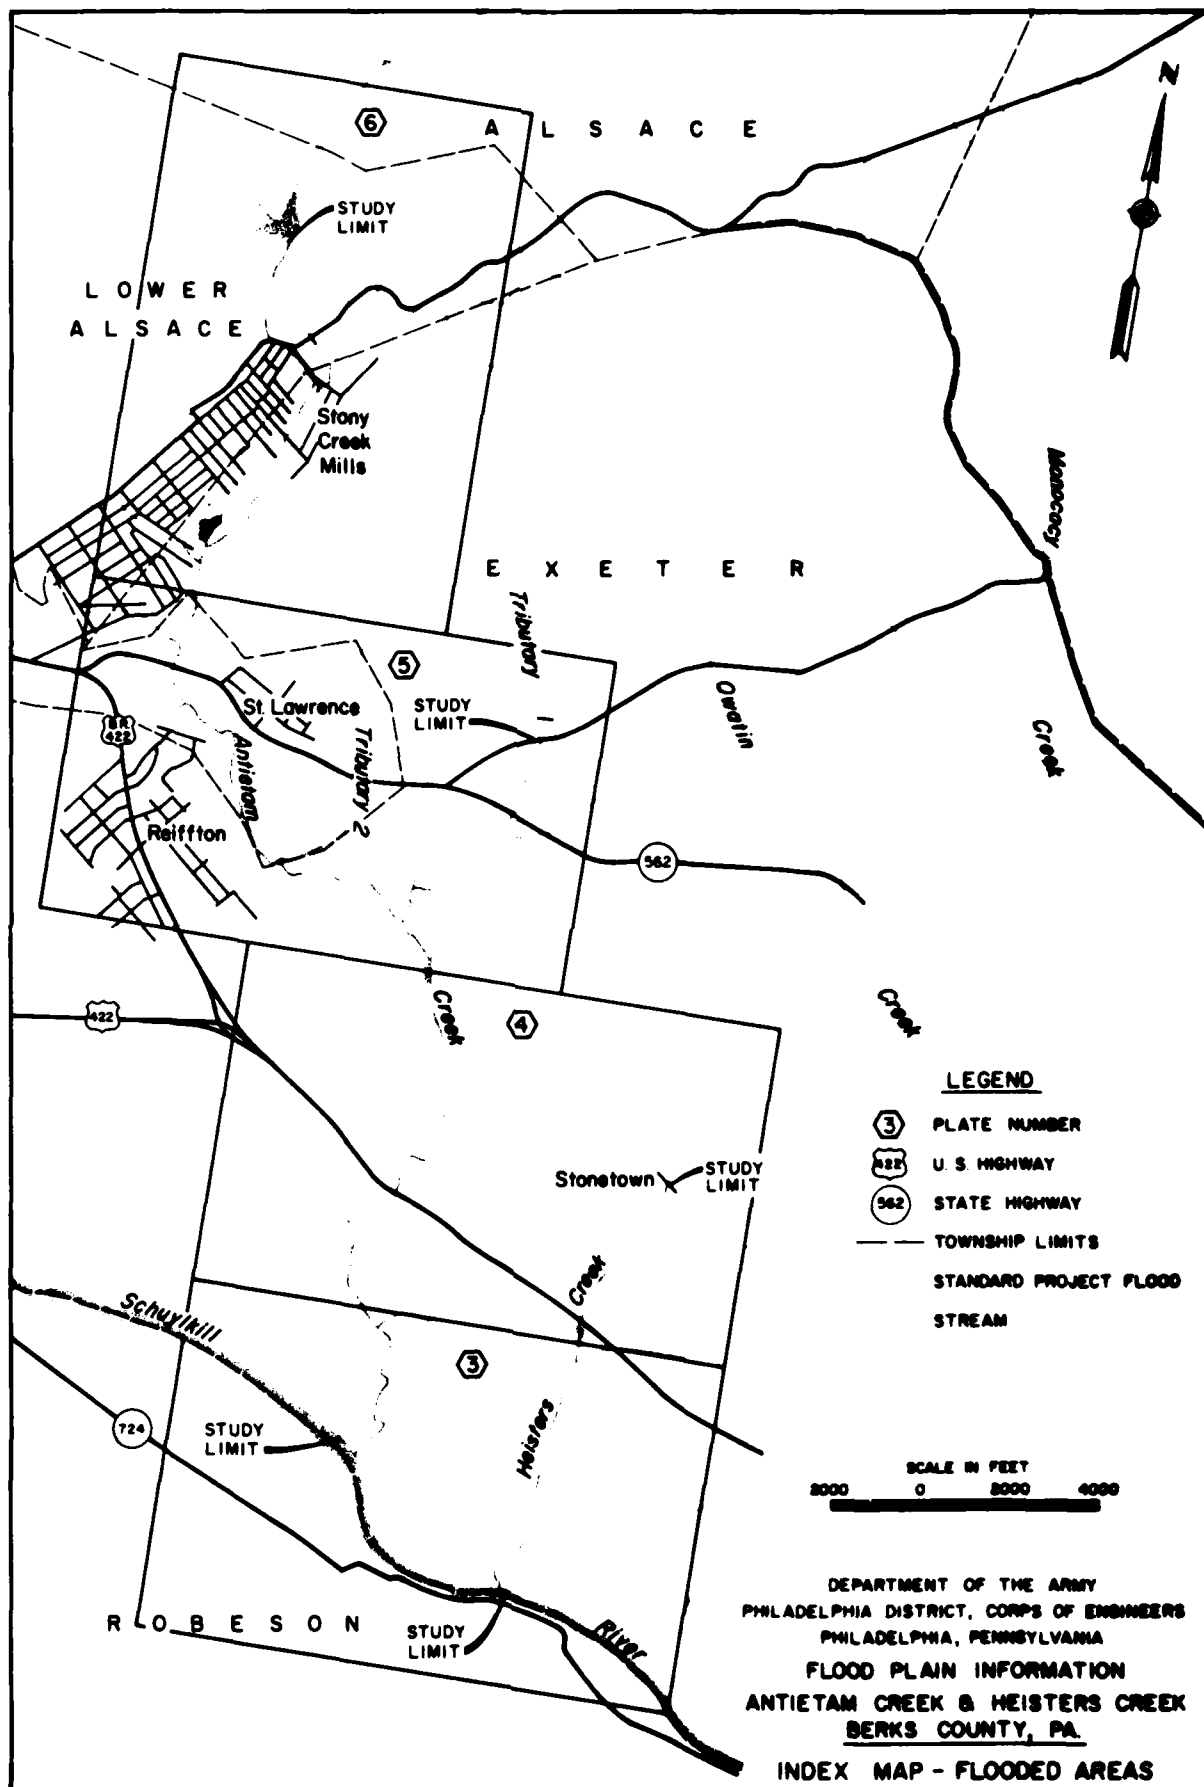 N
6
A L S A C E
STUDY
LIMIT
LOWER
ALSACE
Stony
Creek
Mills
Monocacy
E X E T E R
Tributary
5
St. Lawrence
STUDY
LIMIT
Owatin
Creek
B.R.
422
Antietam
Tributary 2
Reiffton
562
Creek
422
Creek
4
LEGEND
3 PLATE NUMBER
422 U. S. HIGHWAY
562 STATE HIGHWAY
TOWNSHIP LIMITS
STANDARD PROJECT FLOOD
STREAM
Stonetown
STUDY
LIMIT
Creek
Schuylkill
3
724
STUDY
LIMIT
Heisters
SCALE IN FEET
2000 0 2000 4000
R O B E S O N
STUDY
LIMIT
River
DEPARTMENT OF THE ARMY
PHILADELPHIA DISTRICT, CORPS OF ENGINEERS
PHILADELPHIA, PENNSYLVANIA
FLOOD PLAIN INFORMATION
ANTIETAM CREEK & HEISTERS CREEK
BERKS COUNTY, PA.
INDEX MAP - FLOODED AREAS